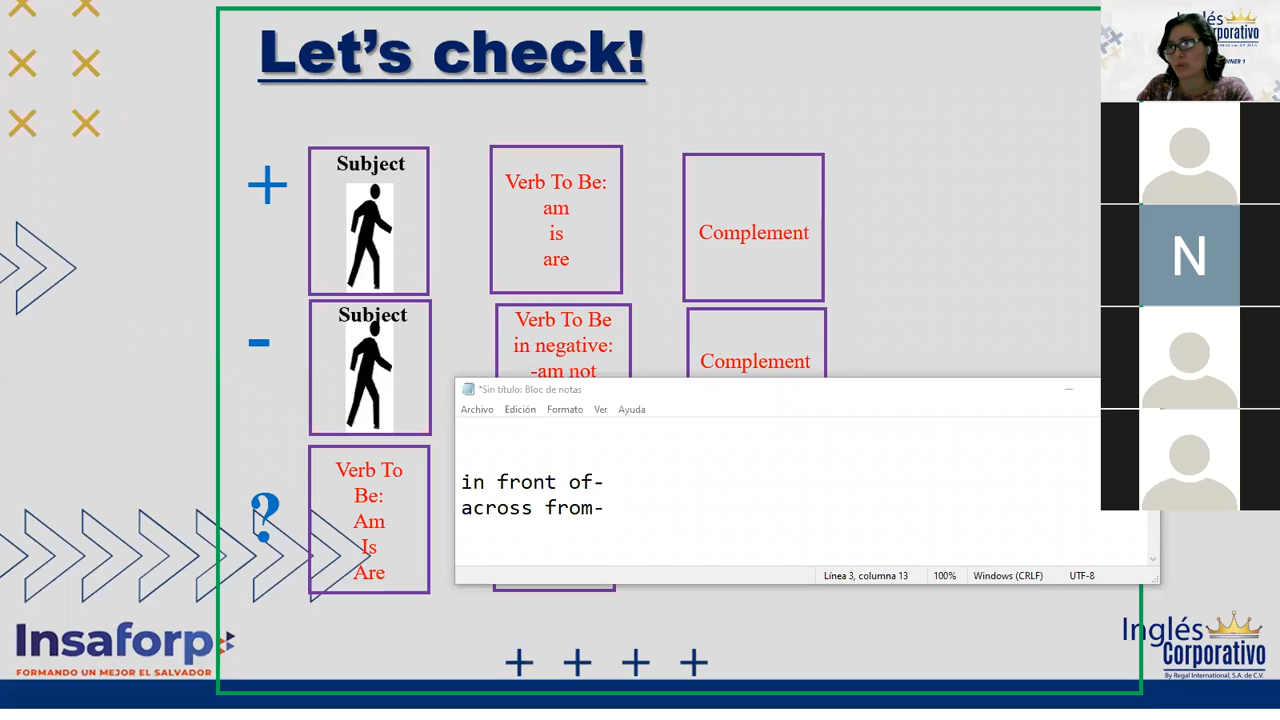 Let's check!
+
Subject
Verb To Be:
am
is
are
Complement
-
Subject
Verb To Be
in negative:
-am not
Complement
?
Verb To
Be:
Am
Is
Are
*Sin título: Bloc de notas
Archivo Edición Formato Ver Ayuda
in front of-
across from-
Línea 3, columna 13 100% Windows (CRLF) UTF-8
N
Insaforp
FORMANDO UN MEJOR EL SALVADOR
Inglés
Corporativo
By Regal International, S.A. de C.V.